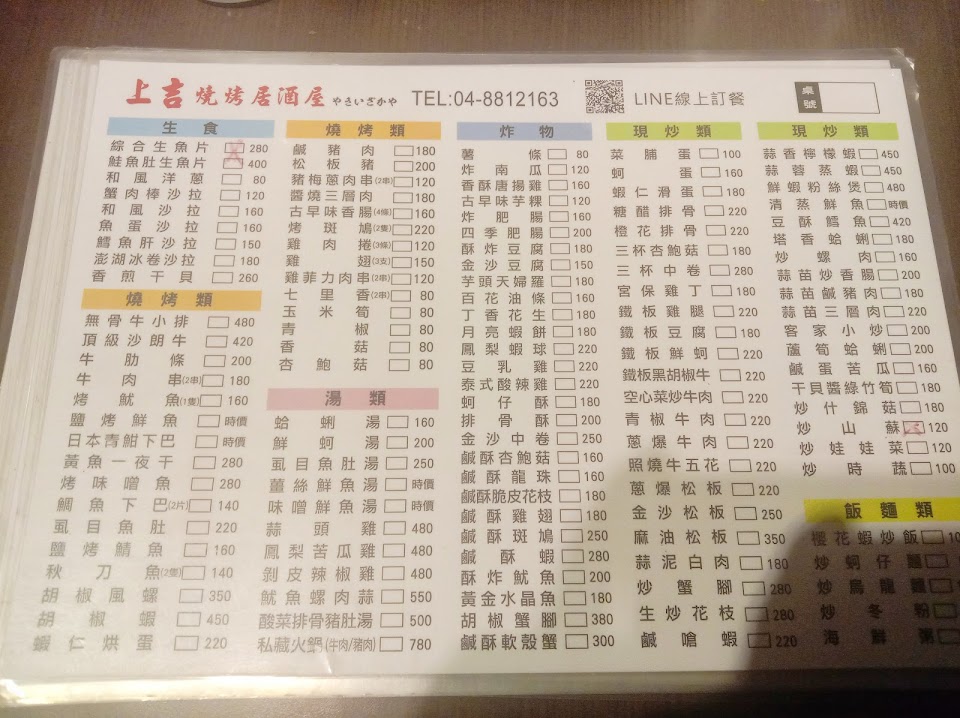 上吉 燒烤居酒屋 やきいざかや TEL:04-8812163 LINE線上訂餐 桌號
生食
綜合生魚片 280
鮭魚肚生魚片 400
和風洋蔥 80
蟹肉棒沙拉 120
和風沙拉 160
魚蛋沙拉 160
鱈魚肝沙拉 150
澎湖冰卷沙拉 180
香煎干貝 260
燒烤類
無骨牛小排 480
頂級沙朗牛 420
牛肋條 200
牛肉串(2串) 180
烤魷魚(1隻) 160
鹽烤鮮魚 時價
日本青魽下巴 時價
黃魚一夜干 280
烤味噌魚 280
鯛魚下巴(2片) 140
虱目魚肚 220
鹽烤鯖魚 160
秋刀魚(2隻) 140
胡椒風螺 350
胡椒蝦 450
蝦仁烘蛋 220
燒烤類
鹹豬肉 180
松板豬 200
豬梅蔥肉串(2串) 120
醬燒三層肉 180
古早味香腸(4條) 160
烤斑鳩(2隻) 220
雞肉捲(3條) 120
雞翅(3支) 150
雞菲力肉串(2串) 120
七里香(2串) 80
玉米筍 80
青椒 80
香菇 80
杏鮑菇 80
湯類
蛤蜊湯 160
鮮蚵湯 200
虱目魚肚湯 250
薑絲鮮魚湯 時價
味噌鮮魚湯 時價
蒜頭雞 480
鳳梨苦瓜雞 480
剝皮辣椒雞 480
魷魚螺肉蒜 550
酸菜排骨豬肚湯 500
私藏火鍋(牛肉/豬肉) 780
炸物
薯條 80
炸南瓜 120
香酥唐揚雞 160
古早味芋粿 120
炸肥腸 160
四季肥腸 200
酥炸豆腐 180
金沙豆腐 150
芋頭天婦羅 180
百花油條 160
丁香花生 180
月亮蝦餅 180
鳳梨蝦球 220
豆乳雞 220
泰式酸辣雞 220
蚵仔酥 180
排骨酥 200
金沙中卷 250
鹹酥杏鮑菇 160
鹹酥龍珠 160
鹹酥脆皮花枝 180
鹹酥雞翅 180
鹹酥斑鳩 250
鹹酥蝦 280
酥炸魷魚 200
黃金水晶魚 180
胡椒蟹腳 380
鹹酥軟殼蟹 300
現炒類
菜脯蛋 100
蚵蛋 160
蝦仁滑蛋 180
糖醋排骨 220
橙花排骨 220
三杯杏鮑菇 180
三杯中卷 280
宮保雞丁 180
鐵板雞腿 220
鐵板豆腐 180
鐵板鮮蚵 220
鐵板黑胡椒牛 220
空心菜炒牛肉 220
青椒牛肉 220
蔥爆牛肉 220
照燒牛五花 220
蔥爆松板 220
金沙松板 250
麻油松板 350
蒜泥白肉 180
炒蟹腳 280
生炒花枝 280
鹹嗆蝦 220
現炒類
蒜香檸檬蝦 450
蒜蓉蒸蝦 450
鮮蝦粉絲煲 480
清蒸鮮魚 時價
豆酥鱈魚 420
塔香蛤蜊 180
炒螺肉 160
蒜苗炒香腸 200
蒜苗鹹豬肉 180
蒜苗三層肉 220
客家小炒 200
蘆筍蛤蜊 200
鹹蛋苦瓜 160
干貝醬綠竹筍 180
炒什錦菇 180
炒山蘇 120
炒娃娃菜 120
炒時蔬 100
飯麵類
櫻花蝦炒飯
炒蚵仔麵
炒烏龍麵
炒冬粉
海鮮粥